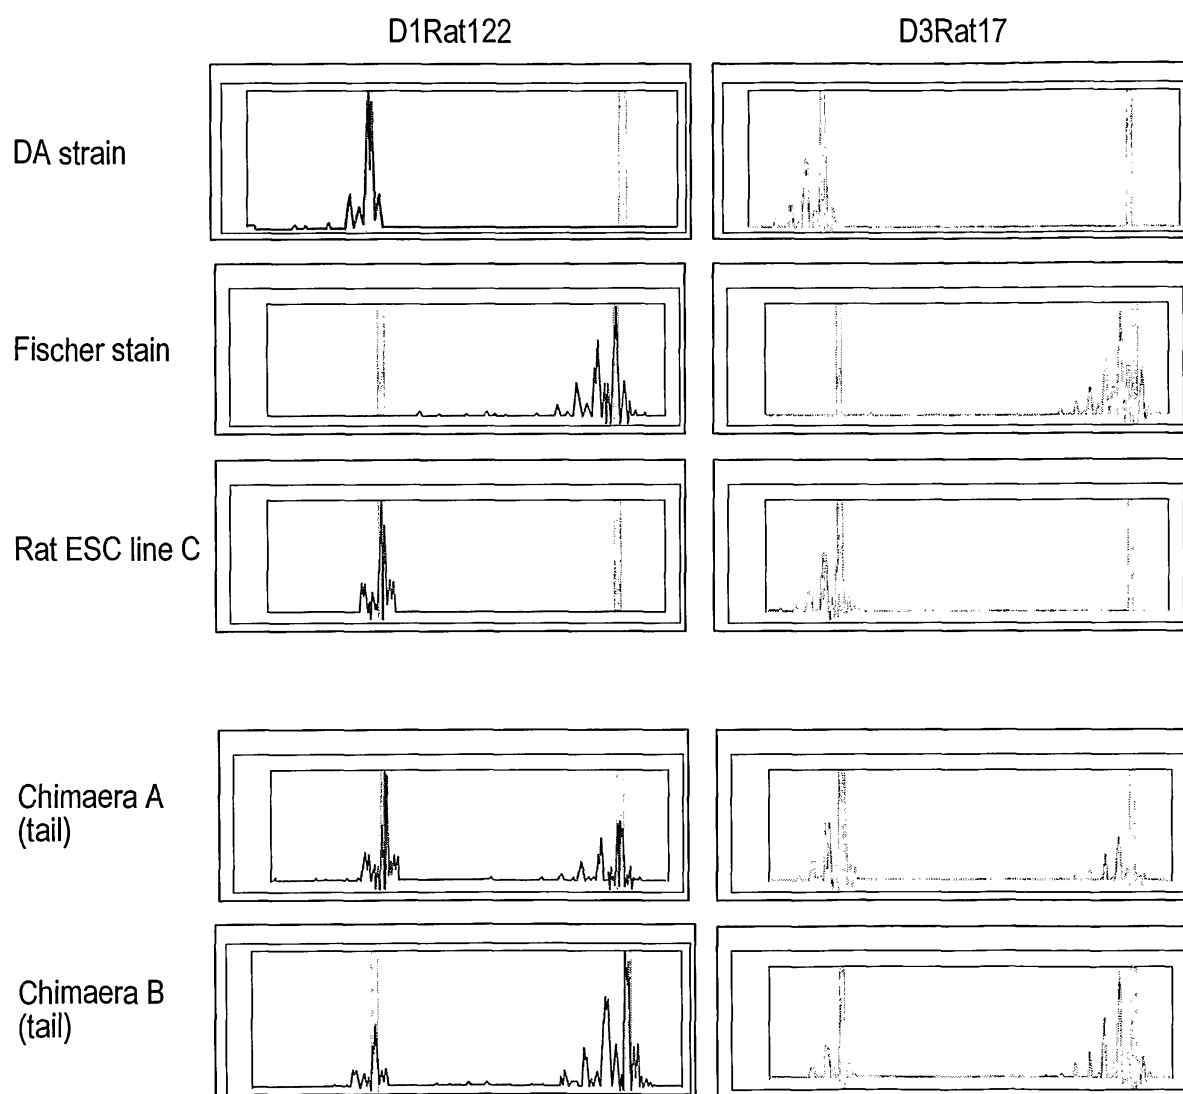 D1Rat122 D3Rat17
DA strain
Fischer stain
Rat ESC line C
Chimaera A
(tail)
Chimaera B
(tail)